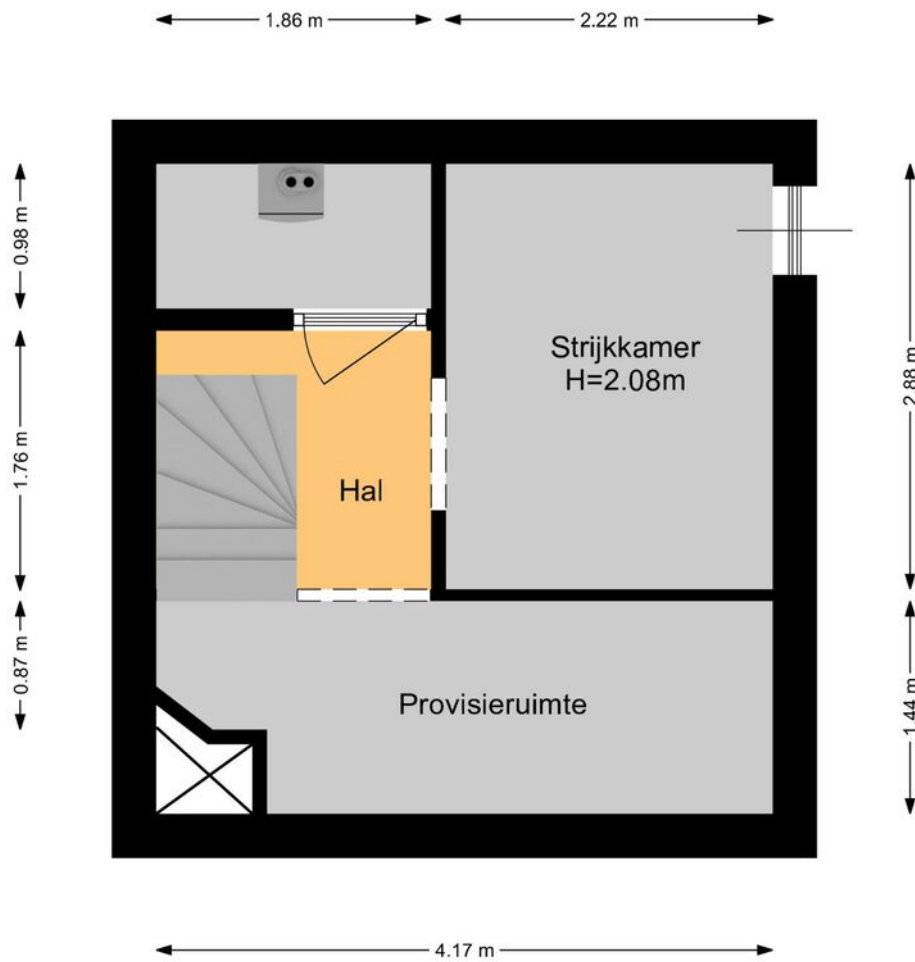 1.86 m
2.22 m
0.98 m
1.76 m
0.87 m
Strijkkamer
H=2.08m
Hal
Provisieruimte
2.88 m
1.44 m
4.17 m